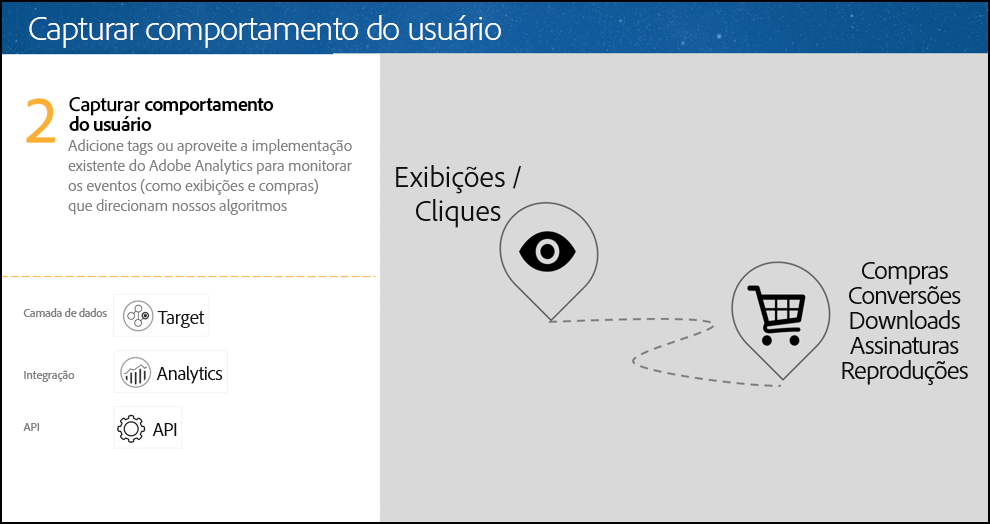 Capturar comportamento do usuário
2
Capturar comportamento
do usuário
Adicione tags ou aproveite a implementação
existente do Adobe Analytics para monitorar
os eventos (como exibições e compras)
que direcionam nossos algoritmos
Camada de dados
Target
Integração
Analytics
API
API
Exibições /
Cliques
Compras
Conversões
Downloads
Assinaturas
Reproduções